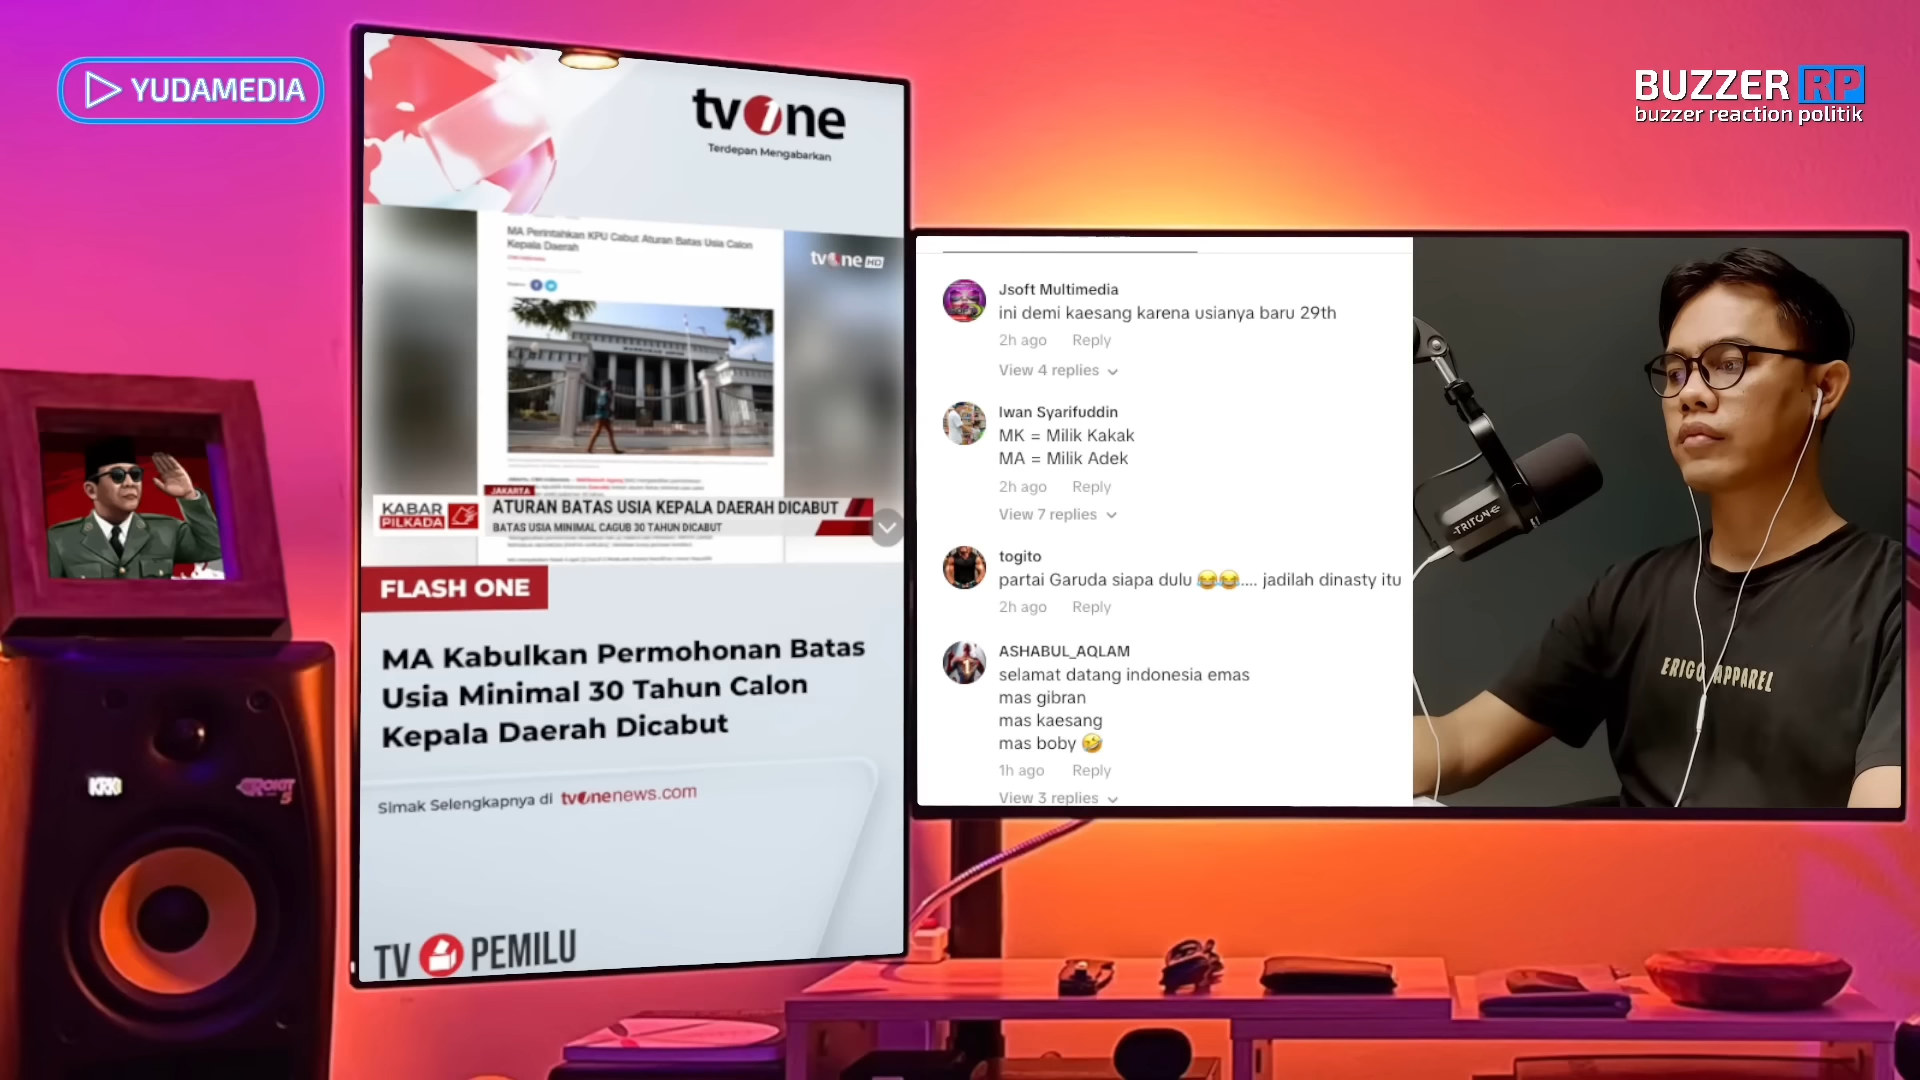 YUDAMEDIA
BUZZER RP
buzzer reaction politik
tvOne
Terdepan Mengabarkan
MA Perintahkan KPU Cabut Aturan Batas Usia Calon
Kepala Daerah
tvOne HD
JAKARTA
KABAR
PILKADA
ATURAN BATAS USIA KEPALA DAERAH DICABUT
BATAS USIA MINIMAL CAGUB 30 TAHUN DICABUT
FLASH ONE
MA Kabulkan Permohonan Batas
Usia Minimal 30 Tahun Calon
Kepala Daerah Dicabut
Simak Selengkapnya di tvonenews.com
TV PEMILU
Jsoft Multimedia
ini demi kaesang karena usianya baru 29th
2h ago Reply
View 4 replies
Iwan Syarifuddin
MK = Milik Kakak
MA = Milik Adek
2h ago Reply
View 7 replies
togito
partai Garuda siapa dulu 😂😂.... jadilah dinasty itu
2h ago Reply
ASHABUL_AQLAM
selamat datang indonesia emas
mas gibran
mas kaesang
mas boby 🤣
1h ago Reply
View 3 replies
TRITON
ERIGO APPAREL
KRK
ROKIT 5